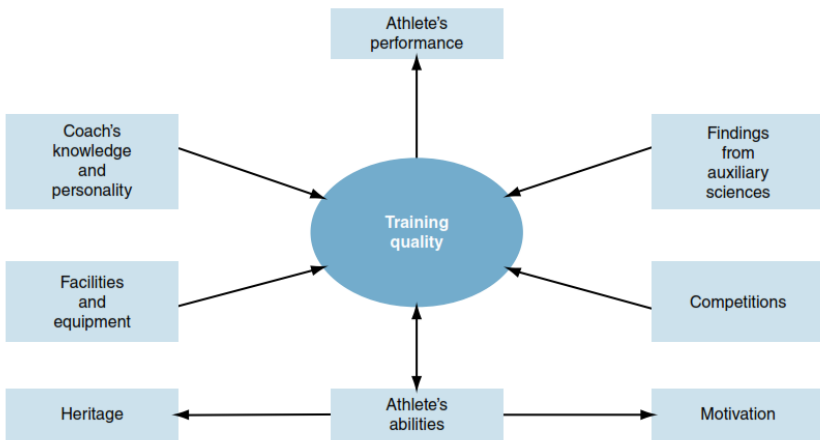 Athlete's
performance
Coach's
knowledge
and
personality
Findings
from
auxiliary
sciences
Training
quality
Facilities
and
equipment
Competitions
Heritage
Athlete's
abilities
Motivation